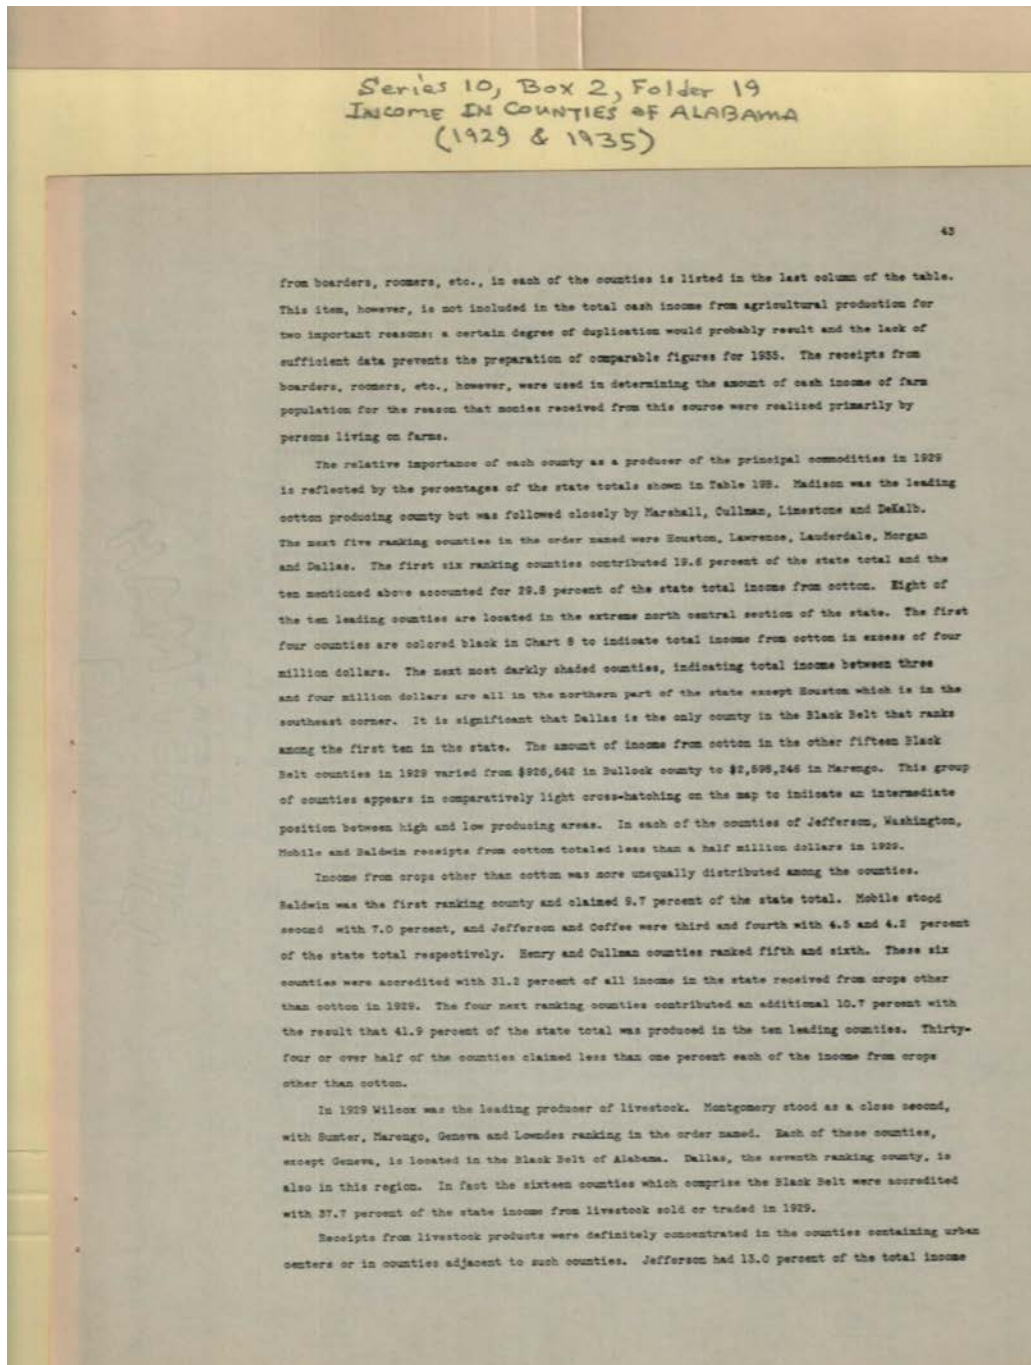 Series 10, Box 2, Folder 19
INCOME IN COUNTIES OF ALABAMA
(1929 & 1935)
43
from boarders, roomers, etc., in each of the counties is listed in the last column of the table.
This item, however, is not included in the total cash income from agricultural production for
two important reasons: a certain degree of duplication would probably result and the lack of
sufficient data prevents the preparation of comparable figures for 1935. The receipts from
boarders, roomers, etc., however, were used in determining the amount of cash income of farm
population for the reason that monies received from this source were realized primarily by
persons living on farms.
The relative importance of each county as a producer of the principal commodities in 1929
is reflected by the percentages of the state totals shown in Table 19B. Madison was the leading
cotton producing county but was followed closely by Marshall, Cullman, Limestone and DeKalb.
The next five ranking counties in the order named were Houston, Lawrence, Lauderdale, Morgan
and Dallas. The first six ranking counties contributed 19.6 percent of the state total and the
ten mentioned above accounted for 29.5 percent of the state total income from cotton. Eight of
the ten leading counties are located in the extreme north central section of the state. The first
four counties are colored black in Chart 8 to indicate total income from cotton in excess of four
million dollars. The next most darkly shaded counties, indicating total income between three
and four million dollars are all in the northern part of the state except Houston which is in the
southeast corner. It is significant that Dallas is the only county in the Black Belt that ranks
among the first ten in the state. The amount of income from cotton in the other fifteen Black
Belt counties in 1929 varied from $926,642 in Bullock county to in Marengo. This group
of counties appears in comparatively light cross-hatching on the map to indicate an intermediate
position between high and low producing areas. In each of the counties of Jefferson, Washington,
Mobile and Baldwin receipts from cotton totaled less than a half million dollars in 1929.
Income from crops other than cotton was more unequally distributed among the counties.
Baldwin was the first ranking county and claimed 9.7 percent of the state total. Mobile stood
second with 7.0 percent, and Jefferson and Coffee were third and fourth with 4.5 and 4.2 percent
of the state total respectively. Henry and Cullman counties ranked fifth and sixth. These six
counties were accredited with 31.2 percent of all income in the state received from crops other
than cotton in 1929. The four next ranking counties contributed an additional 10.7 percent with
the result that 41.9 percent of the state total was produced in the ten leading counties. Thirty-
four or over half of the counties claimed less than one percent each of the income from crops
other than cotton.
In 1929 Wilcox was the leading producer of livestock. Montgomery stood as a close second,
with Sumter, Marengo, Geneva and Lowndes ranking in the order named. Each of these counties,
except Geneva, is located in the Black Belt of Alabama. Dallas, the seventh ranking county, is
also in this region. In fact the sixteen counties which comprise the Black Belt were accredited
with 37.7 percent of the state income from livestock sold or traded in 1929.
Receipts from livestock products were definitely concentrated in the counties containing urban
centers or in counties adjacent to such counties. Jefferson had 13.0 percent of the total income